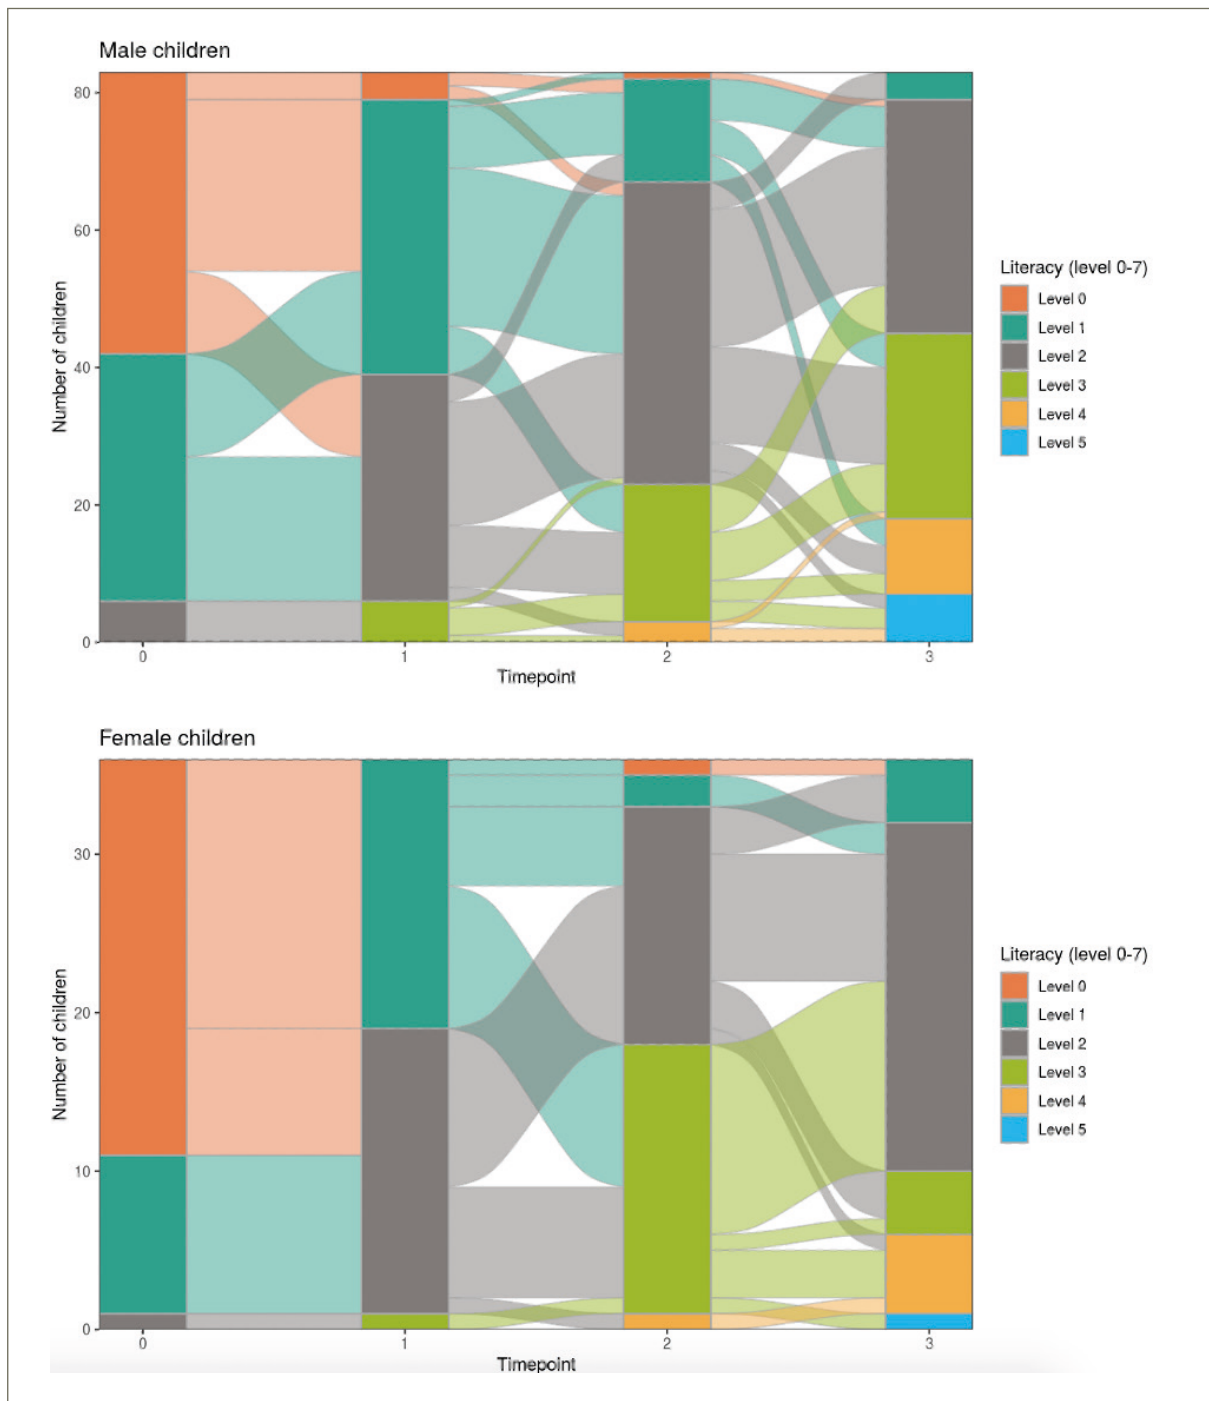 Male children
80
60
40
20
0
Number of children
0 1 2 3
Timepoint
Literacy (level 0-7)
Level 0
Level 1
Level 2
Level 3
Level 4
Level 5
Female children
30
20
10
0
Number of children
0 1 2 3
Timepoint
Literacy (level 0-7)
Level 0
Level 1
Level 2
Level 3
Level 4
Level 5